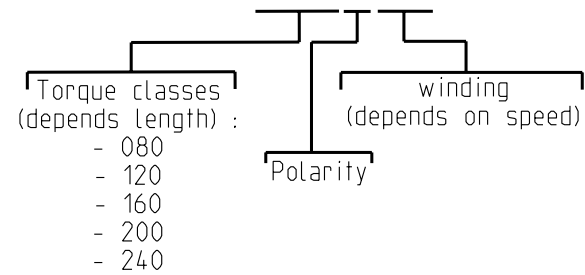 Torque classes
(depends length) :
- 080
- 120
- 160
- 200
- 240
Polarity
winding
(depends on speed)